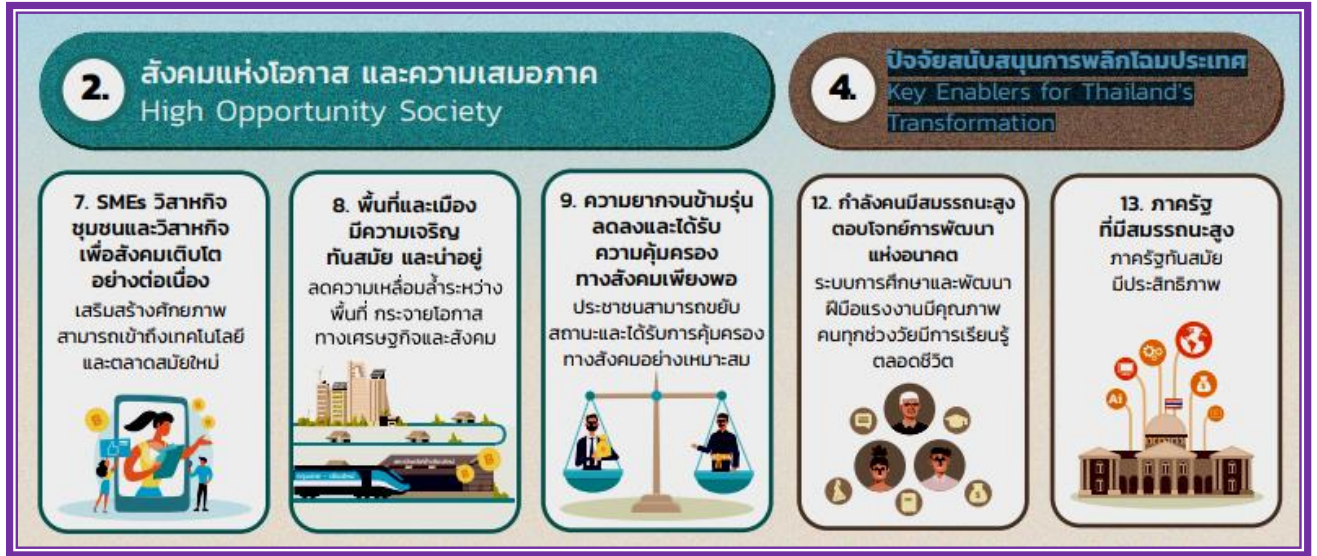 2.
สังคมแห่งโอกาส และความเสมอภาค
High Opportunity Society
4.
ปัจจัยสนับสนุนการพลิกโฉมประเทศ
Key Enablers for Thailand's
Transformation
7. SMEs วิสาหกิจ
ชุมชนและวิสาหกิจ
เพื่อสังคมเติบโต
อย่างต่อเนื่อง
เสริมสร้างศักยภาพ
สามารถเข้าถึงเทคโนโลยี
และตลาดสมัยใหม่
8. พื้นที่และเมือง
มีความเจริญ
ทันสมัย และน่าอยู่
ลดความเหลื่อมล้ำระหว่าง
พื้นที่ กระจายโอกาส
ทางเศรษฐกิจและสังคม
9. ความยากจนข้ามรุ่น
ลดลงและได้รับ
ความคุ้มครอง
ทางสังคมเพียงพอ
ประชาชนสามารถขยับ
สถานะและได้รับการคุ้มครอง
ทางสังคมอย่างเหมาะสม
12. กำลังคนมีสมรรถนะสูง
ตอบโจทย์การพัฒนา
แห่งอนาคต
ระบบการศึกษาและพัฒนา
ฝีมือแรงงานมีคุณภาพ
คนทุกช่วงวัยมีการเรียนรู้
ตลอดชีวิต
13. ภาครัฐ
ที่มีสมรรถนะสูง
ภาครัฐทันสมัย
มีประสิทธิภาพ
AI